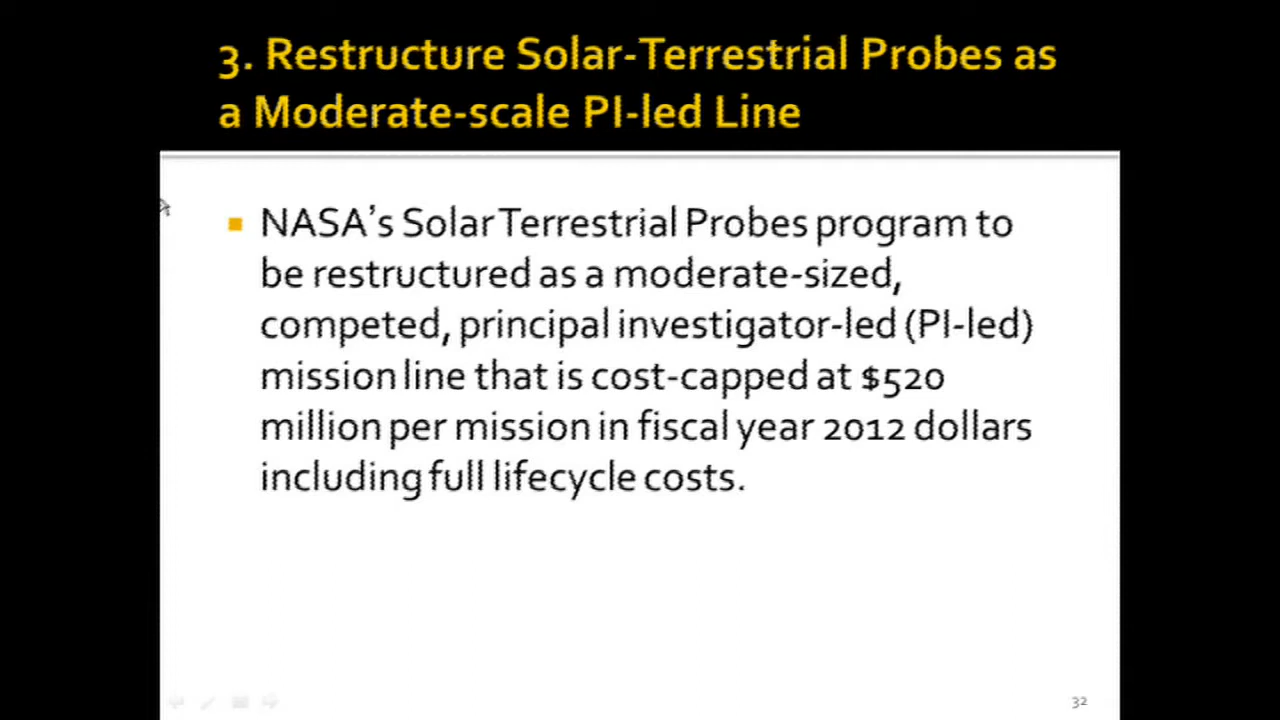 3. Restructure Solar-Terrestrial Probes as
a Moderate-scale PI-led Line
▪ NASA's Solar Terrestrial Probes program to
be restructured as a moderate-sized,
competed, principal investigator-led (PI-led)
mission line that is cost-capped at $520
million per mission in fiscal year 2012 dollars
including full lifecycle costs.
32